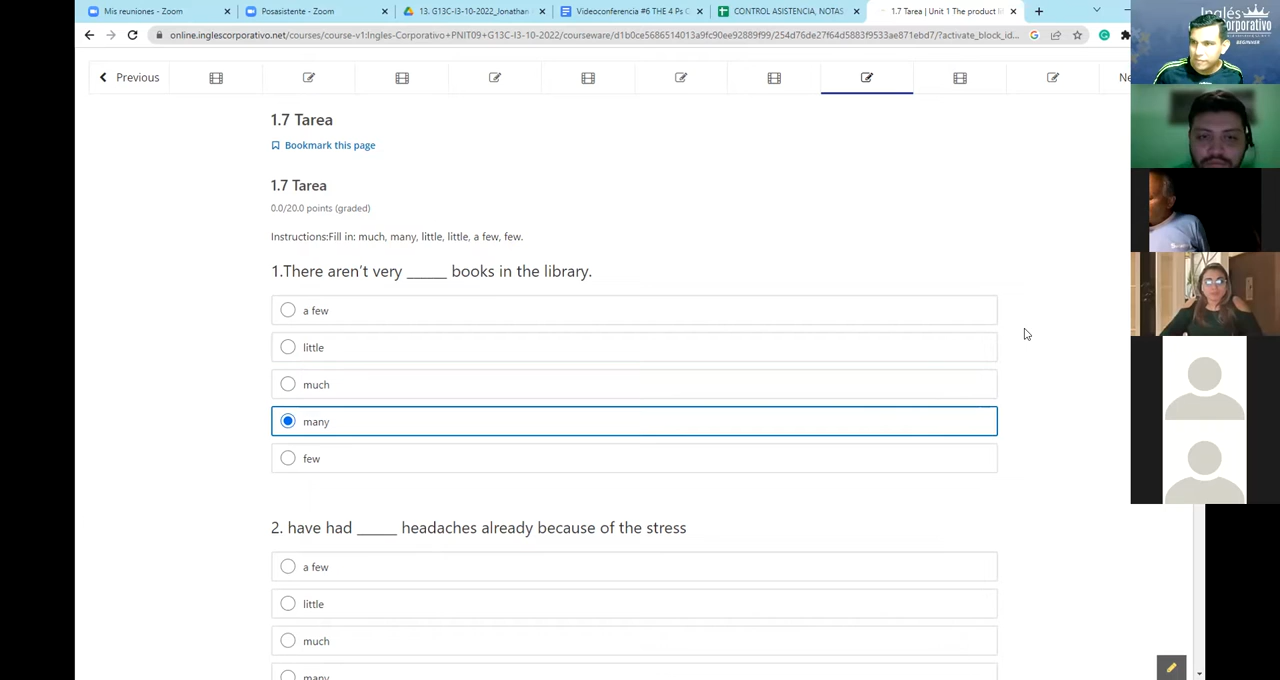 Mis reuniones - Zoom
Posasistente - Zoom
13. G13C-I3-10-2022_Jonathan
Videoconferencia #6 THE 4 Ps C
CONTROL ASISTENCIA, NOTAS
1.7 Tarea | Unit 1 The product l
online.inglescorporativo.net/courses/course-v1:Ingles-Corporativo+PNIT09+G13C-I3-10-2022/courseware/d1b0ce5686514013a9fc90ee92889f99/254d76de27f64d5883f9533ae871ebd7/?activate_block_id...
Inglés
Corporativo
BEGINNER
Previous
Ne
1.7 Tarea
Bookmark this page
1.7 Tarea
0.0/20.0 points (graded)
Instructions:Fill in: much, many, little, little, a few, few.
1.There aren't very _____ books in the library.
a few
little
much
many
few
2. have had _____ headaches already because of the stress
a few
little
much
many